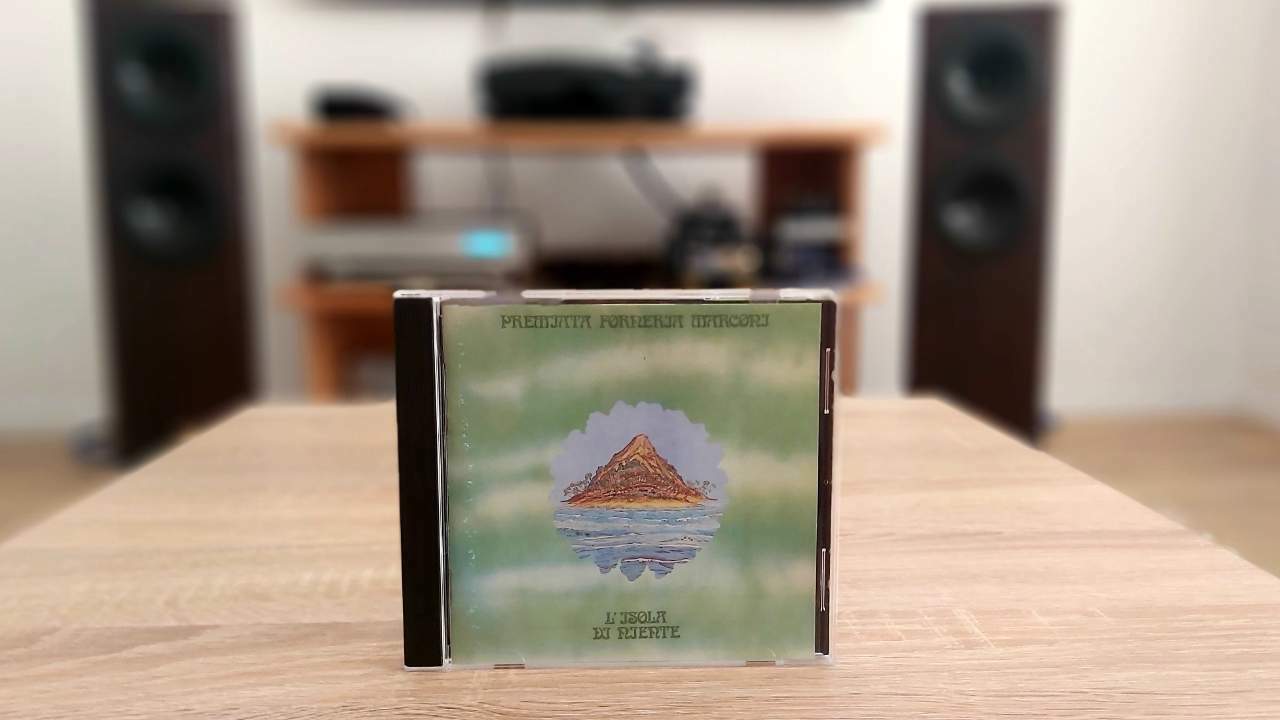 PREMIATA FORNERIA MARCONI
L'ISOLA
DI NIENTE